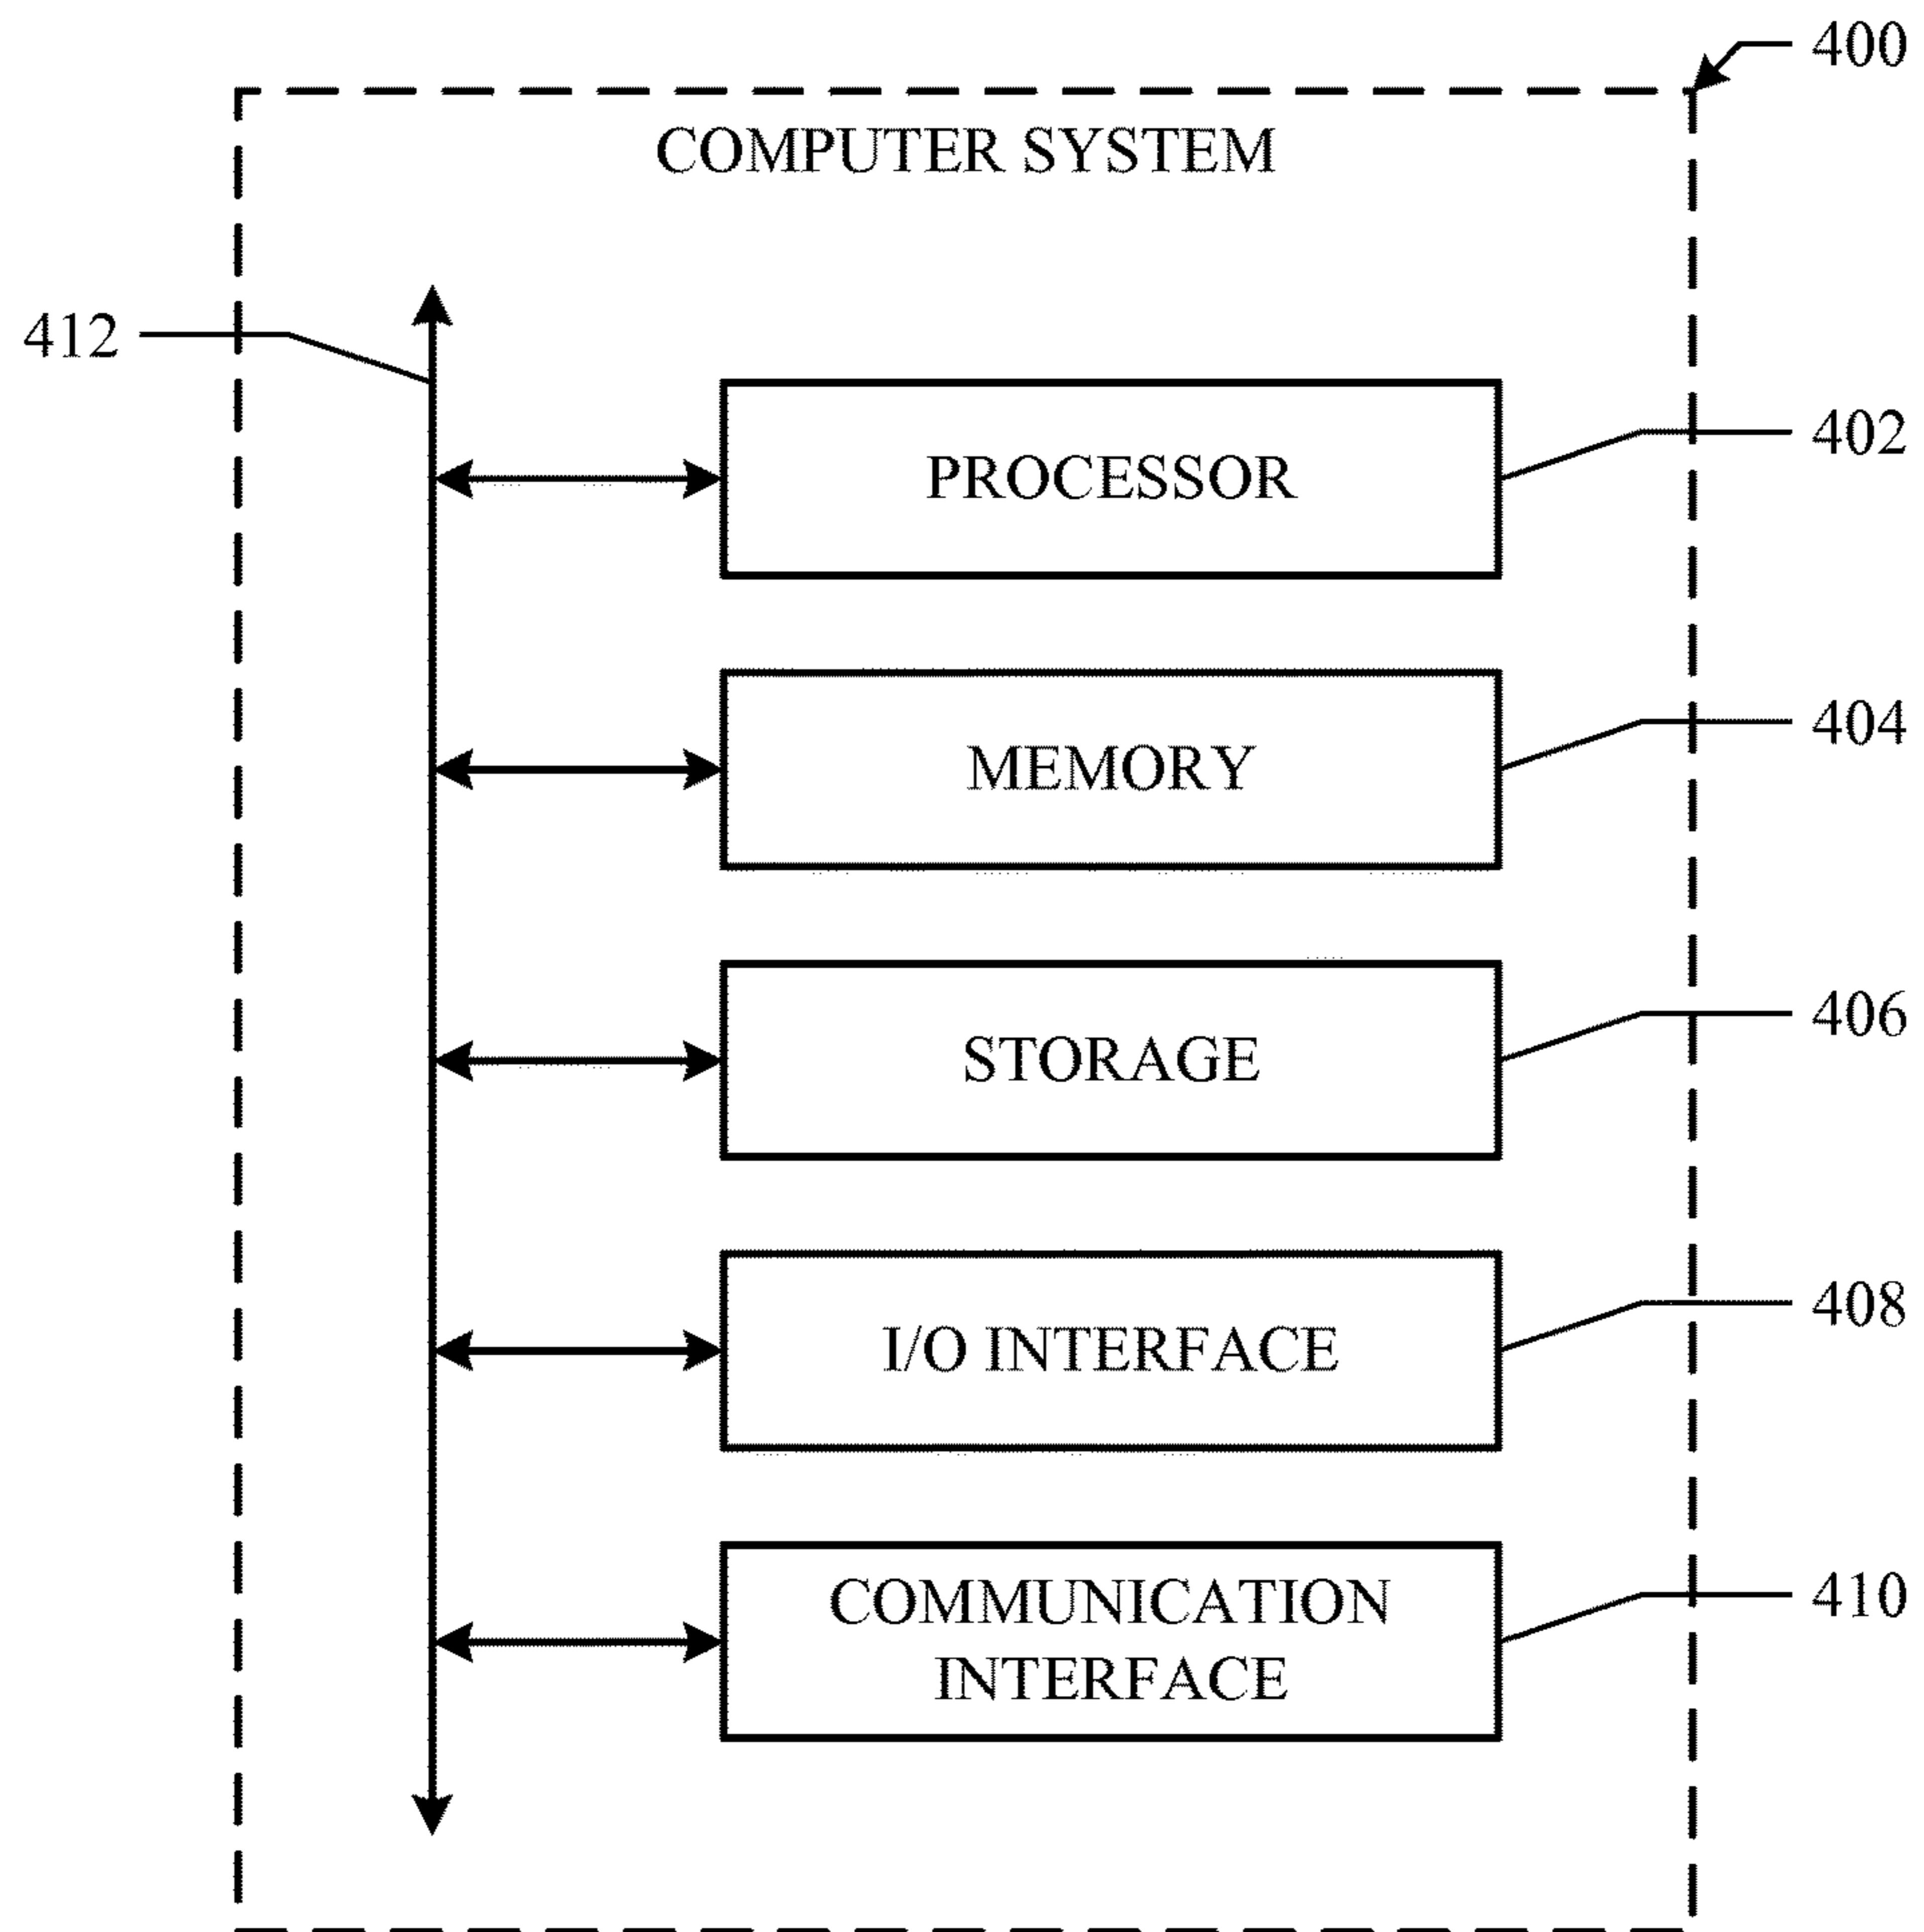 400
COMPUTER SYSTEM
412
402
PROCESSOR
404
MEMORY
406
STORAGE
408
I/O INTERFACE
410
COMMUNICATION
INTERFACE